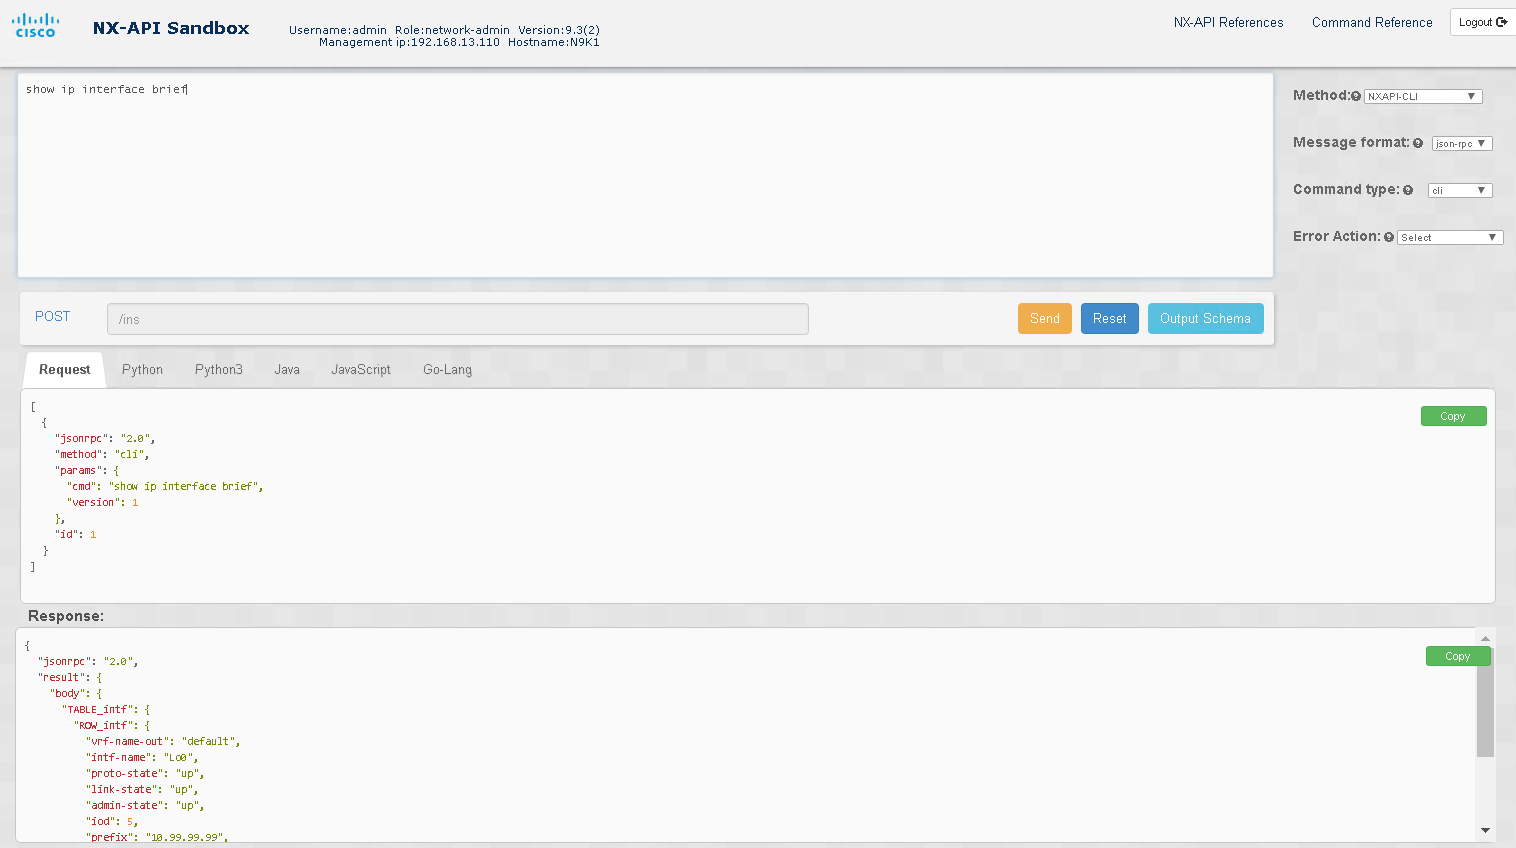 CISCO
NX-API Sandbox
Username:admin Role:network-admin Version:9.3(2)
Management ip:192.168.13.110 Hostname:N9K1
NX-API References
Command Reference
Logout
show ip interface brief
Method:
NXAPI-CLI
Message format:
json-rpc
Command type:
cli
Error Action:
Select
POST
/ins
Send
Reset
Output Schema
Request
Python
Python3
Java
JavaScript
Go-Lang
Copy
[
  {
    "jsonrpc": "2.0",
    "method": "cli",
    "params": {
      "cmd": "show ip interface brief",
      "version": 1
    },
    "id": 1
  }
]
Response:
Copy
{
  "jsonrpc": "2.0",
  "result": {
    "body": {
      "TABLE_intf": {
        "ROW_intf": {
          "vrf-name-out": "default",
          "intf-name": "Lo0",
          "proto-state": "up",
          "link-state": "up",
          "admin-state": "up",
          "iod": 5,
          "prefix": "10.99.99.99",